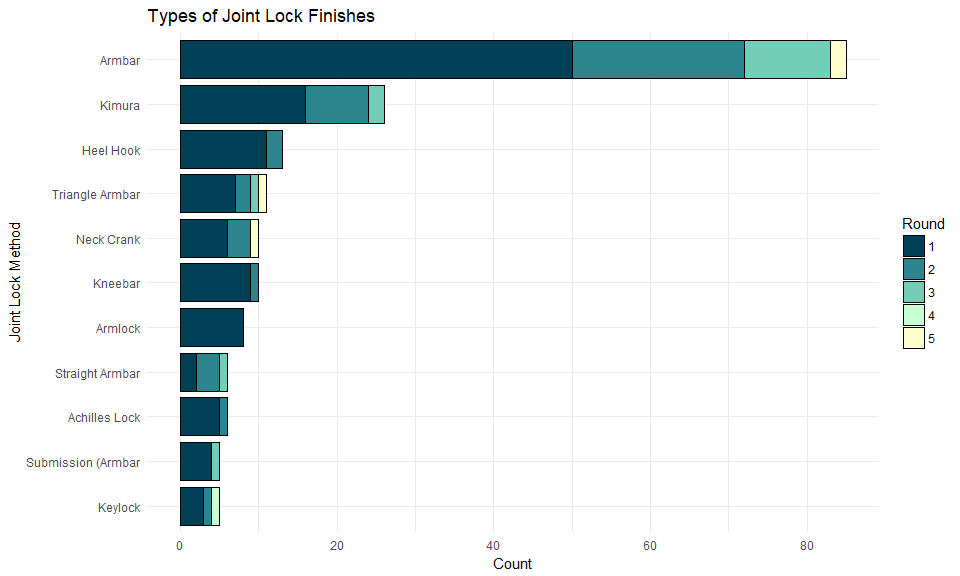 Types of Joint Lock Finishes
Joint Lock Method
Armbar
Kimura
Heel Hook
Triangle Armbar
Neck Crank
Kneebar
Armlock
Straight Armbar
Achilles Lock
Submission (Armbar
Keylock
0 20 40 60 80
Count
Round
1
2
3
4
5